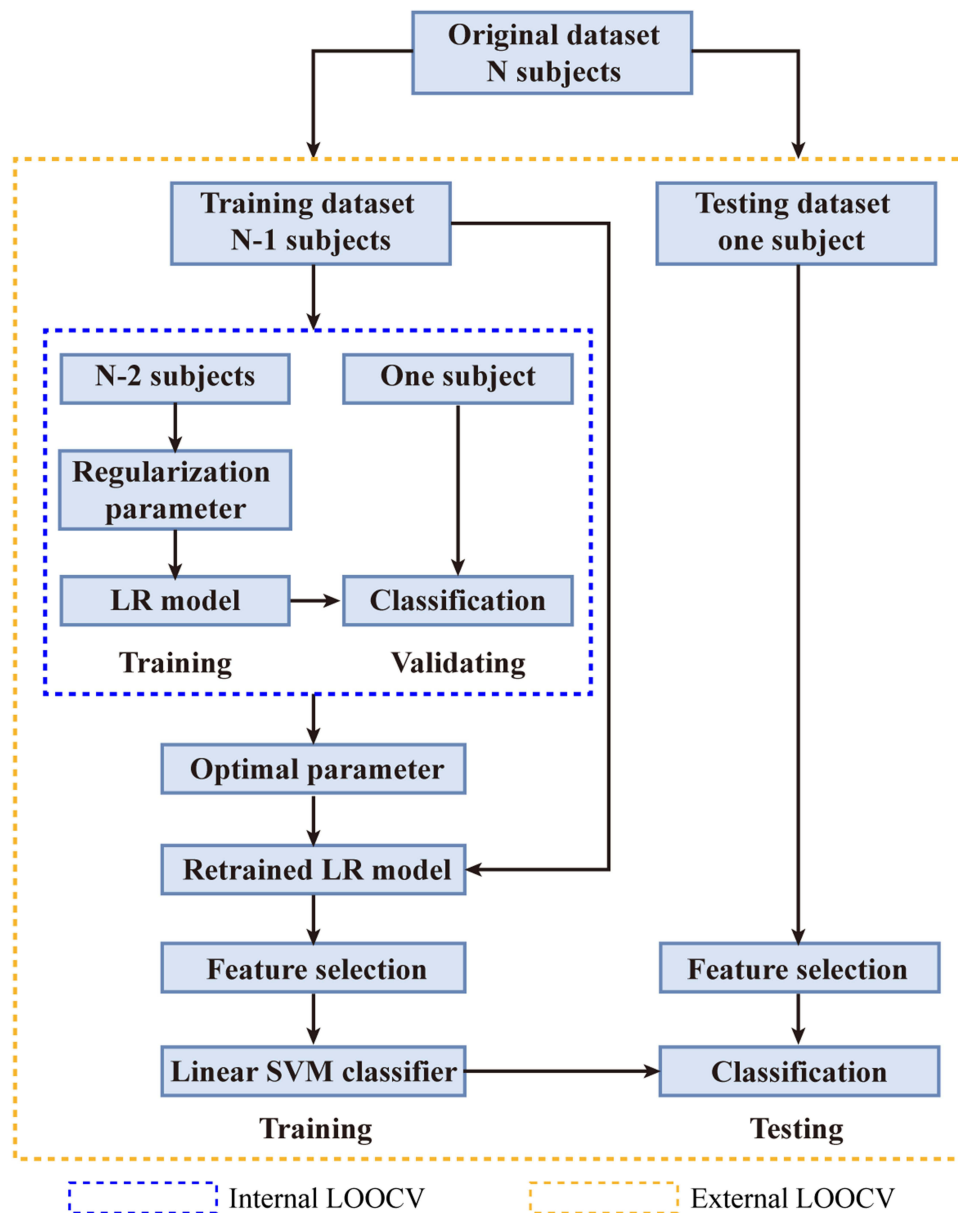 Original dataset
N subjects
Training dataset
N-1 subjects
Testing dataset
one subject
N-2 subjects
One subject
Regularization
parameter
LR model
Classification
Training
Validating
Optimal parameter
Retrained LR model
Feature selection
Feature selection
Linear SVM classifier
Classification
Training
Testing
Internal LOOCV
External LOOCV